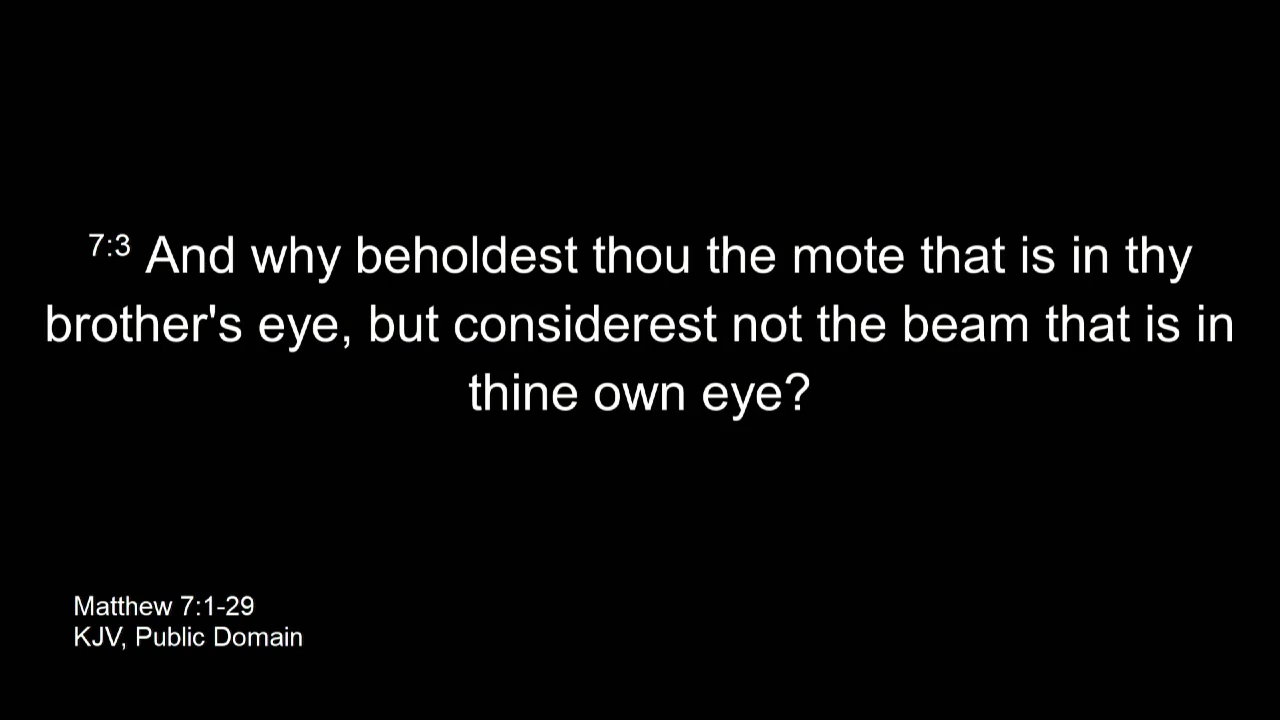 7:3 And why beholdest thou the mote that is in thy
brother's eye, but considerest not the beam that is in
thine own eye?
Matthew 7:1-29
KJV, Public Domain